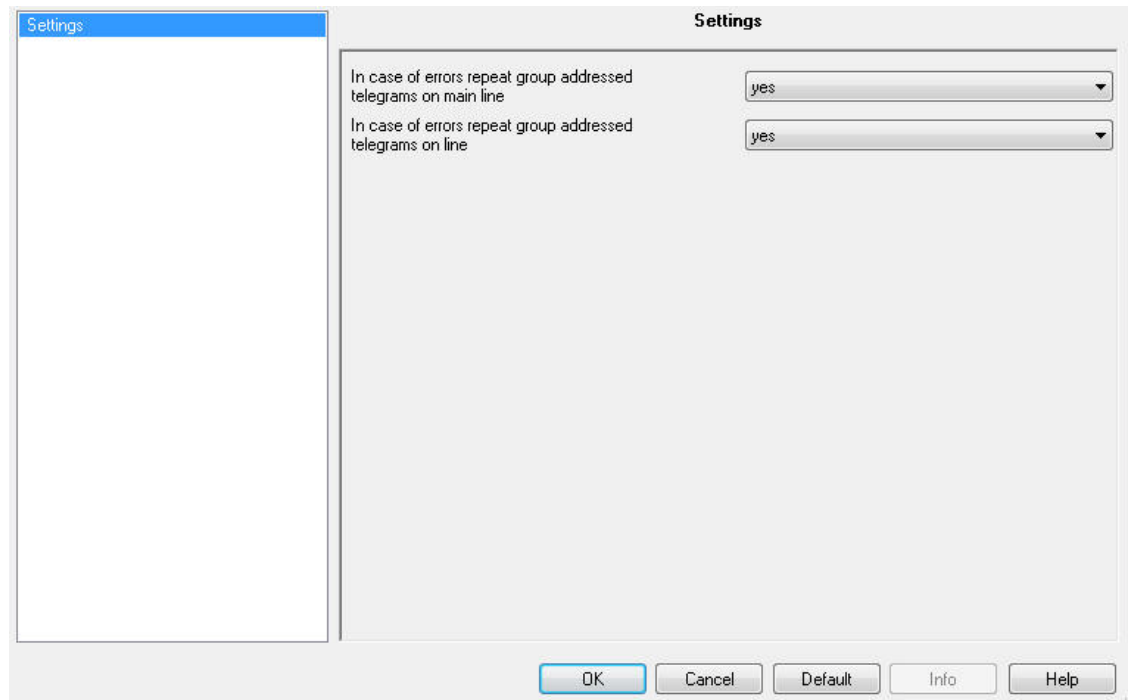 Settings
Settings
In case of errors repeat group addressed
telegrams on main line
yes
In case of errors repeat group addressed
telegrams on line
yes
OK
Cancel
Default
Info
Help